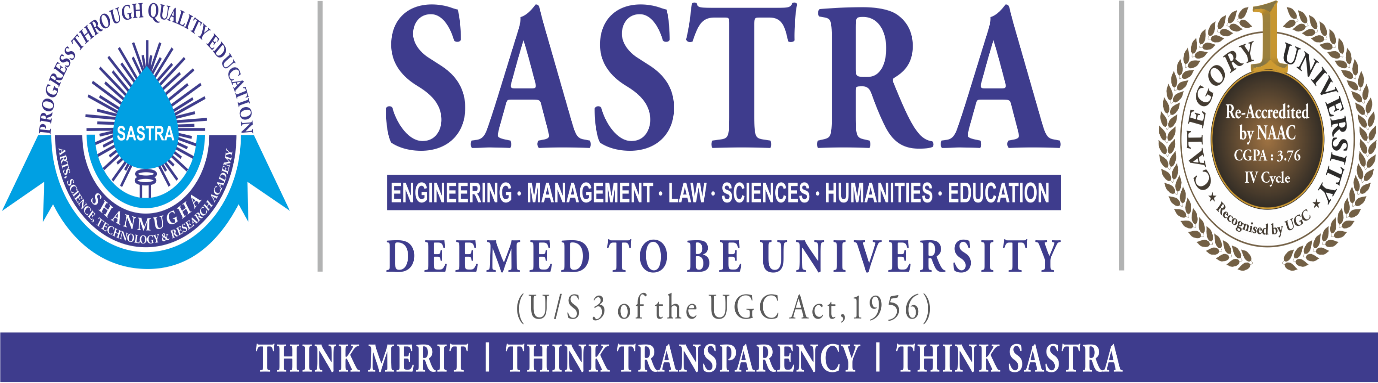 PROGRESS THROUGH QUALITY EDUCATION
SASTRA
SHANMUGHA
ARTS, SCIENCE, TECHNOLOGY & RESEARCH ACADEMY
SASTRA
ENGINEERING · MANAGEMENT · LAW · SCIENCES · HUMANITIES · EDUCATION
DEEMED TO BE UNIVERSITY
(U/S 3 of the UGC Act,1956)
CATEGORY 1 UNIVERSITY
Re-Accredited
by NAAC
CGPA : 3.76
IV Cycle
Recognised by UGC
THINK MERIT | THINK TRANSPARENCY | THINK SASTRA